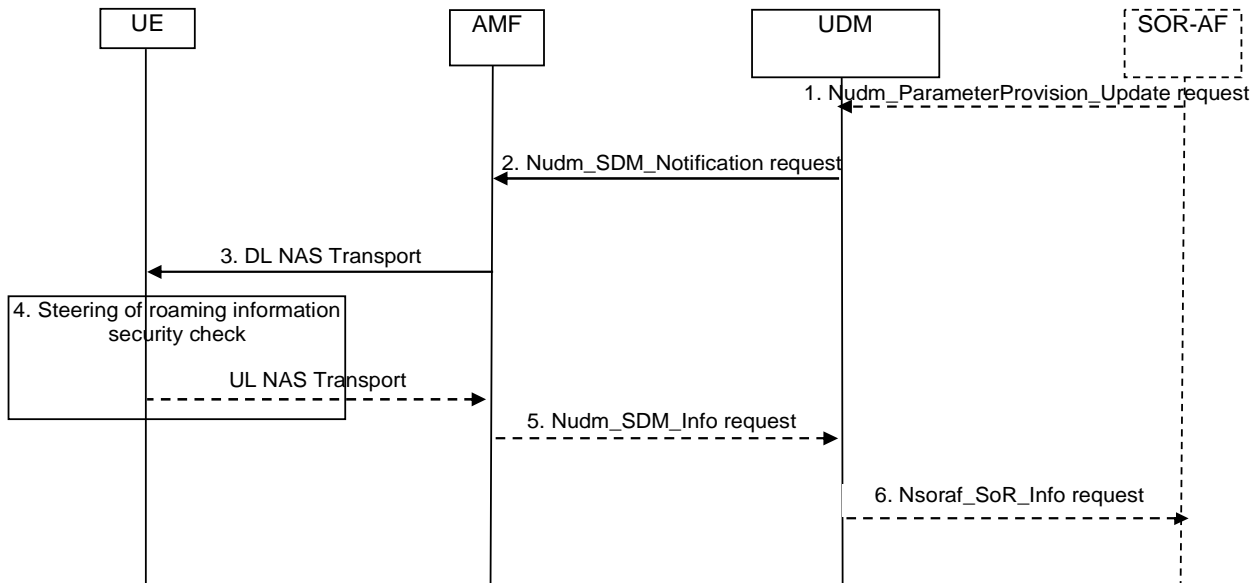 UE
AMF
UDM
SOR-AF
1. Nudm_ParameterProvision_Update request
2. Nudm_SDM_Notification request
3. DL NAS Transport
4. Steering of roaming information
security check
UL NAS Transport
5. Nudm_SDM_Info request
6. Nsoraf_SoR_Info request